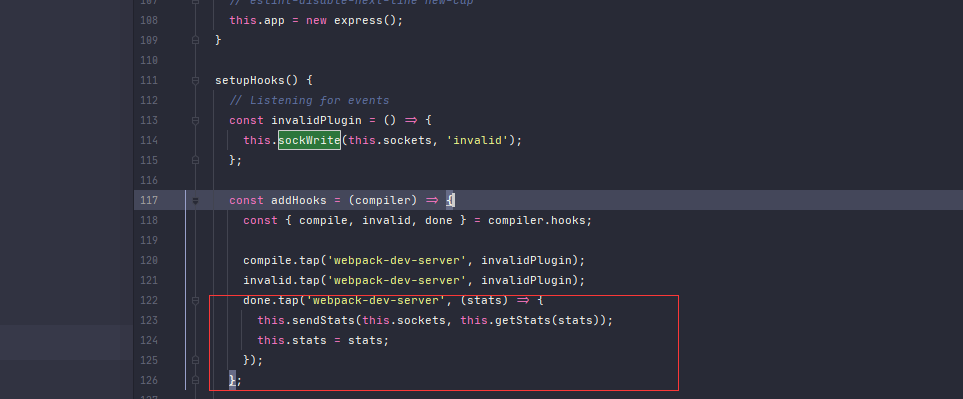 107 // eslint-disable-next-line new-cap
108 this.app = new express();
109 }
110
111 setupHooks() {
112 // Listening for events
113 const invalidPlugin = () => {
114 this.sockWrite(this.sockets, 'invalid');
115 };
116
117 const addHooks = (compiler) => {
118 const { compile, invalid, done } = compiler.hooks;
119
120 compile.tap('webpack-dev-server', invalidPlugin);
121 invalid.tap('webpack-dev-server', invalidPlugin);
122 done.tap('webpack-dev-server', (stats) => {
123 this.sendStats(this.sockets, this.getStats(stats));
124 this.stats = stats;
125 });
126 };
127